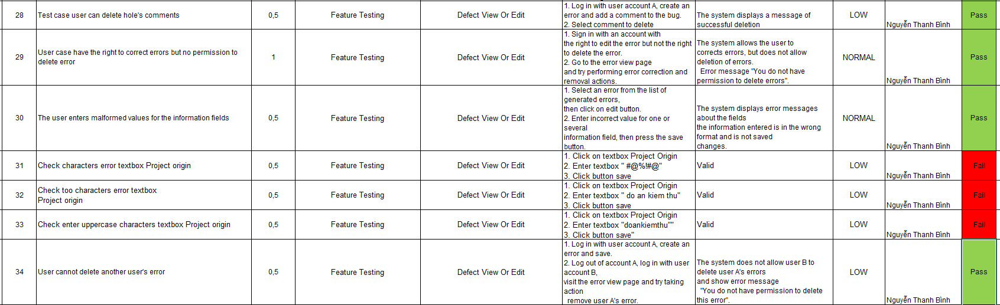 28
Test case user can delete hole's comments
0,5
Feature Testing
Defect View Or Edit
1. Log in with user account A, create an
error and add a comment to the bug.
2. Select comment to delete
The system displays a message of
successful deletion
LOW
Nguyễn Thanh Bình
Pass
29
User case have the right to correct errors but no permission to
delete error
1
Feature Testing
Defect View Or Edit
1. Sign in with an account with
the right to edit the error but not the right
to delete the error.
2. Go to the error view page
and try performing error correction and
removal actions.
The system allows the user to
corrects errors, but does not allow
deletion of errors.
Error message "You do not have
permission to delete errors".
NORMAL
Nguyễn Thanh Bình
Pass
30
The user enters malformed values for the information fields
0,5
Feature Testing
Defect View Or Edit
1. Select an error from the list of
generated errors,
then click on edit button.
2. Enter incorrect value for one or
several
information field, then press the save
button.
The system displays error messages
about the fields
the information entered is in the wrong
format and is not saved
changes.
NORMAL
Nguyễn Thanh Bình
Pass
31
Check characters error textbox Project origin
0,5
Feature Testing
Defect View Or Edit
1. Click on textbox Project Origin
2. Enter textbox " #@%!#@"
3. Click button save
Valid
LOW
Nguyễn Thanh Bình
Fail
32
Check too characters error textbox
Project origin
0,5
Feature Testing
Defect View Or Edit
1. Click on textbox Project Origin
2. Enter textbox " do an kiem thu"
3. Click button save
Valid
LOW
Nguyễn Thanh Bình
Fail
33
Check enter uppercase characters textbox Project origin
0,5
Feature Testing
Defect View Or Edit
1. Click on textbox Project Origin
2. Enter textbox "doankiemthu""
3. Click button save"
Valid
LOW
Nguyễn Thanh Bình
Fail
34
User cannot delete another user's error
0,5
Feature Testing
Defect View Or Edit
1. Log in with user account A, create an
error and save.
2. Log out of account A, log in with user
account B,
visit the error view page and try taking
action
remove user A's error.
The system does not allow user B to
delete user A's errors
and show error message
"You do not have permission to delete
this error".
LOW
Nguyễn Thanh Bình
Pass